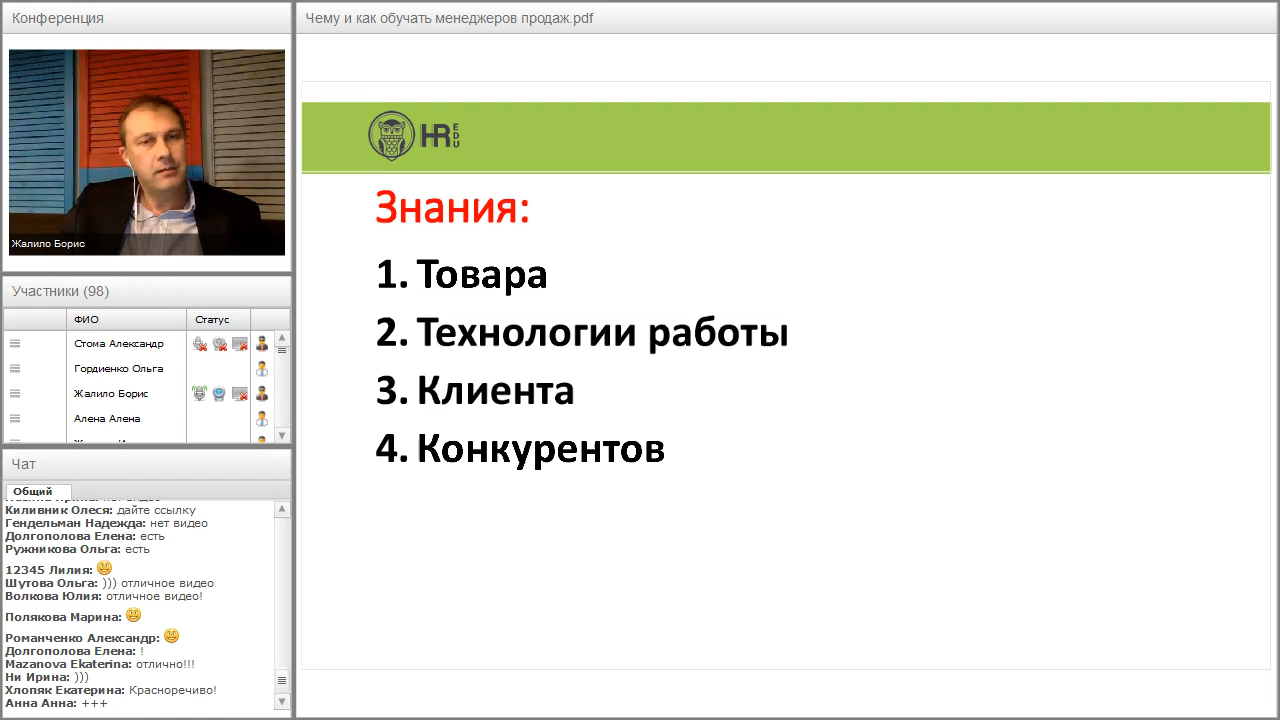 Конференция
Жалило Борис
Участники (98)
ФИО Статус
Стома Александр
Гордиенко Ольга
Жалило Борис
Алена Алена
Чат
Общий
Киливник Олеся: дайте ссылку
Гендельман Надежда: нет видео
Долгополова Елена: есть
Ружникова Ольга: есть
12345 Лилия:
Шутова Ольга: ))) отличное видео
Волкова Юлия: отличное видео!
Полякова Марина:
Романченко Александр:
Долгополова Елена: !
Mazanova Ekaterina: отлично!!!
Ни Ирина: )))
Хлопяк Екатерина: Красноречиво!
Анна Анна: +++
Чему и как обучать менеджеров продаж.pdf
HR EDU
Знания:
1. Товара
2. Технологии работы
3. Клиента
4. Конкурентов